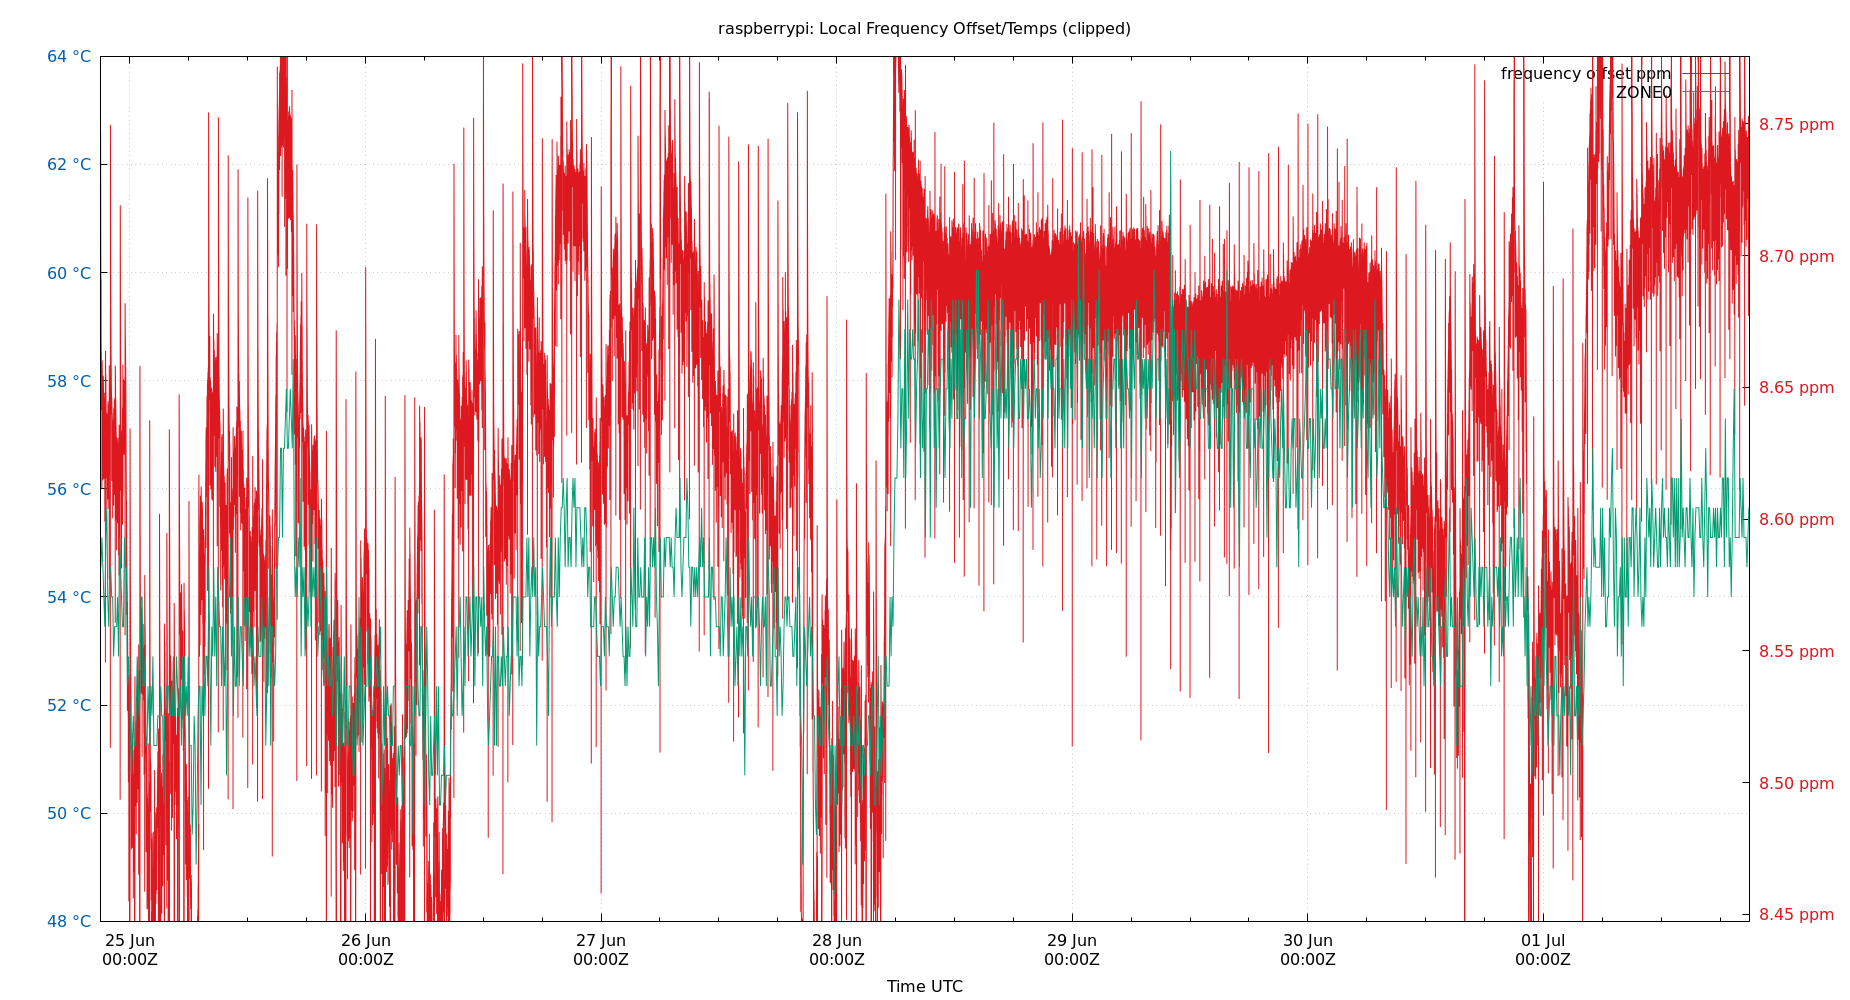 raspberrypi: Local Frequency Offset/Temps (clipped)
64 °C
62 °C
60 °C
58 °C
56 °C
54 °C
52 °C
50 °C
48 °C
frequency offset ppm
ZONE0
8.75 ppm
8.70 ppm
8.65 ppm
8.60 ppm
8.55 ppm
8.50 ppm
8.45 ppm
25 Jun
00:00Z
26 Jun
00:00Z
27 Jun
00:00Z
28 Jun
00:00Z
29 Jun
00:00Z
30 Jun
00:00Z
01 Jul
00:00Z
Time UTC